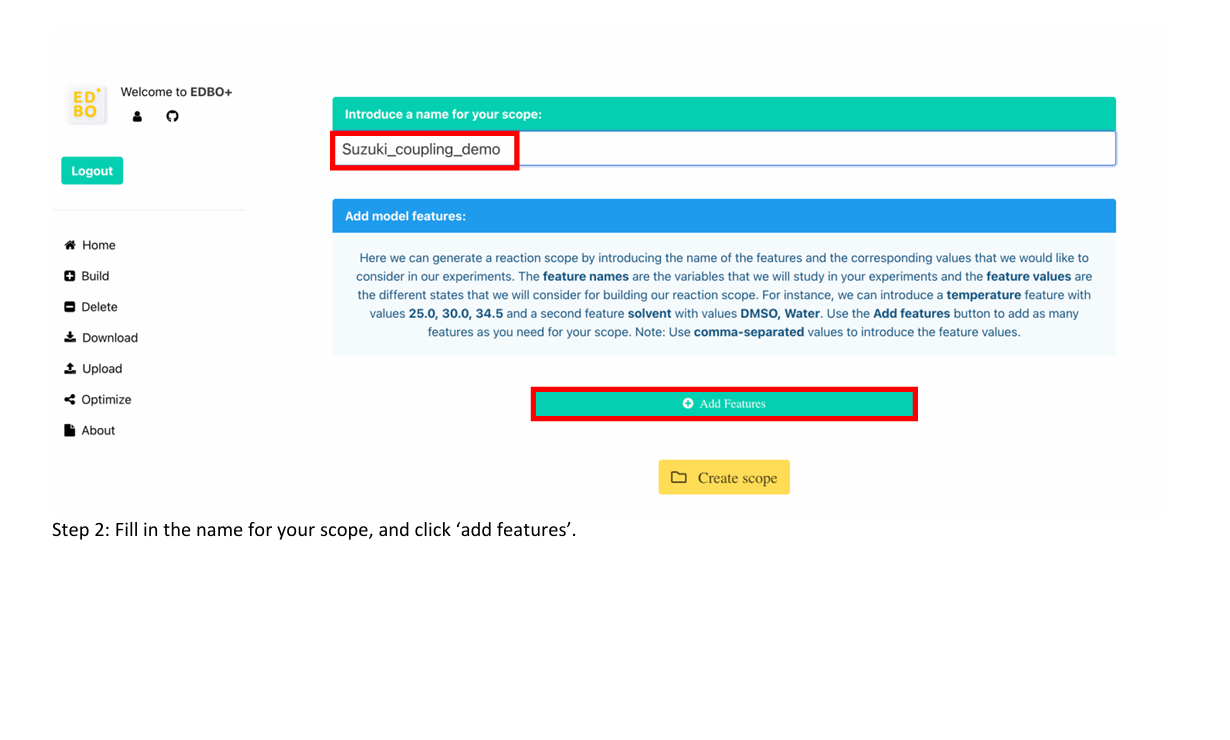 ED+
BO
Welcome to EDBO+
Logout
Home
Build
Delete
Download
Upload
Optimize
About
Introduce a name for your scope:
Suzuki_coupling_demo
Add model features:
Here we can generate a reaction scope by introducing the name of the features and the corresponding values that we would like to
consider in our experiments. The feature names are the variables that we will study in your experiments and the feature values are
the different states that we will consider for building our reaction scope. For instance, we can introduce a temperature feature with
values 25.0, 30.0, 34.5 and a second feature solvent with values DMSO, Water. Use the Add features button to add as many
features as you need for your scope. Note: Use comma-separated values to introduce the feature values.
Add Features
Create scope
Step 2: Fill in the name for your scope, and click ‘add features’.